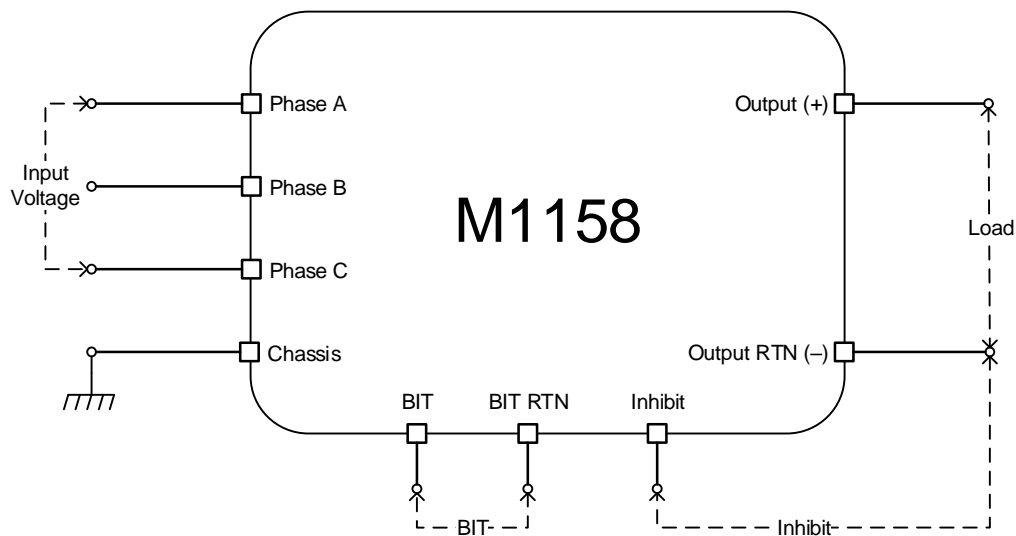 Phase A
Output (+)
Input
Voltage
Phase B
M1158
Load
Phase C
Chassis
Output RTN (–)
BIT
BIT RTN
Inhibit
BIT
Inhibit